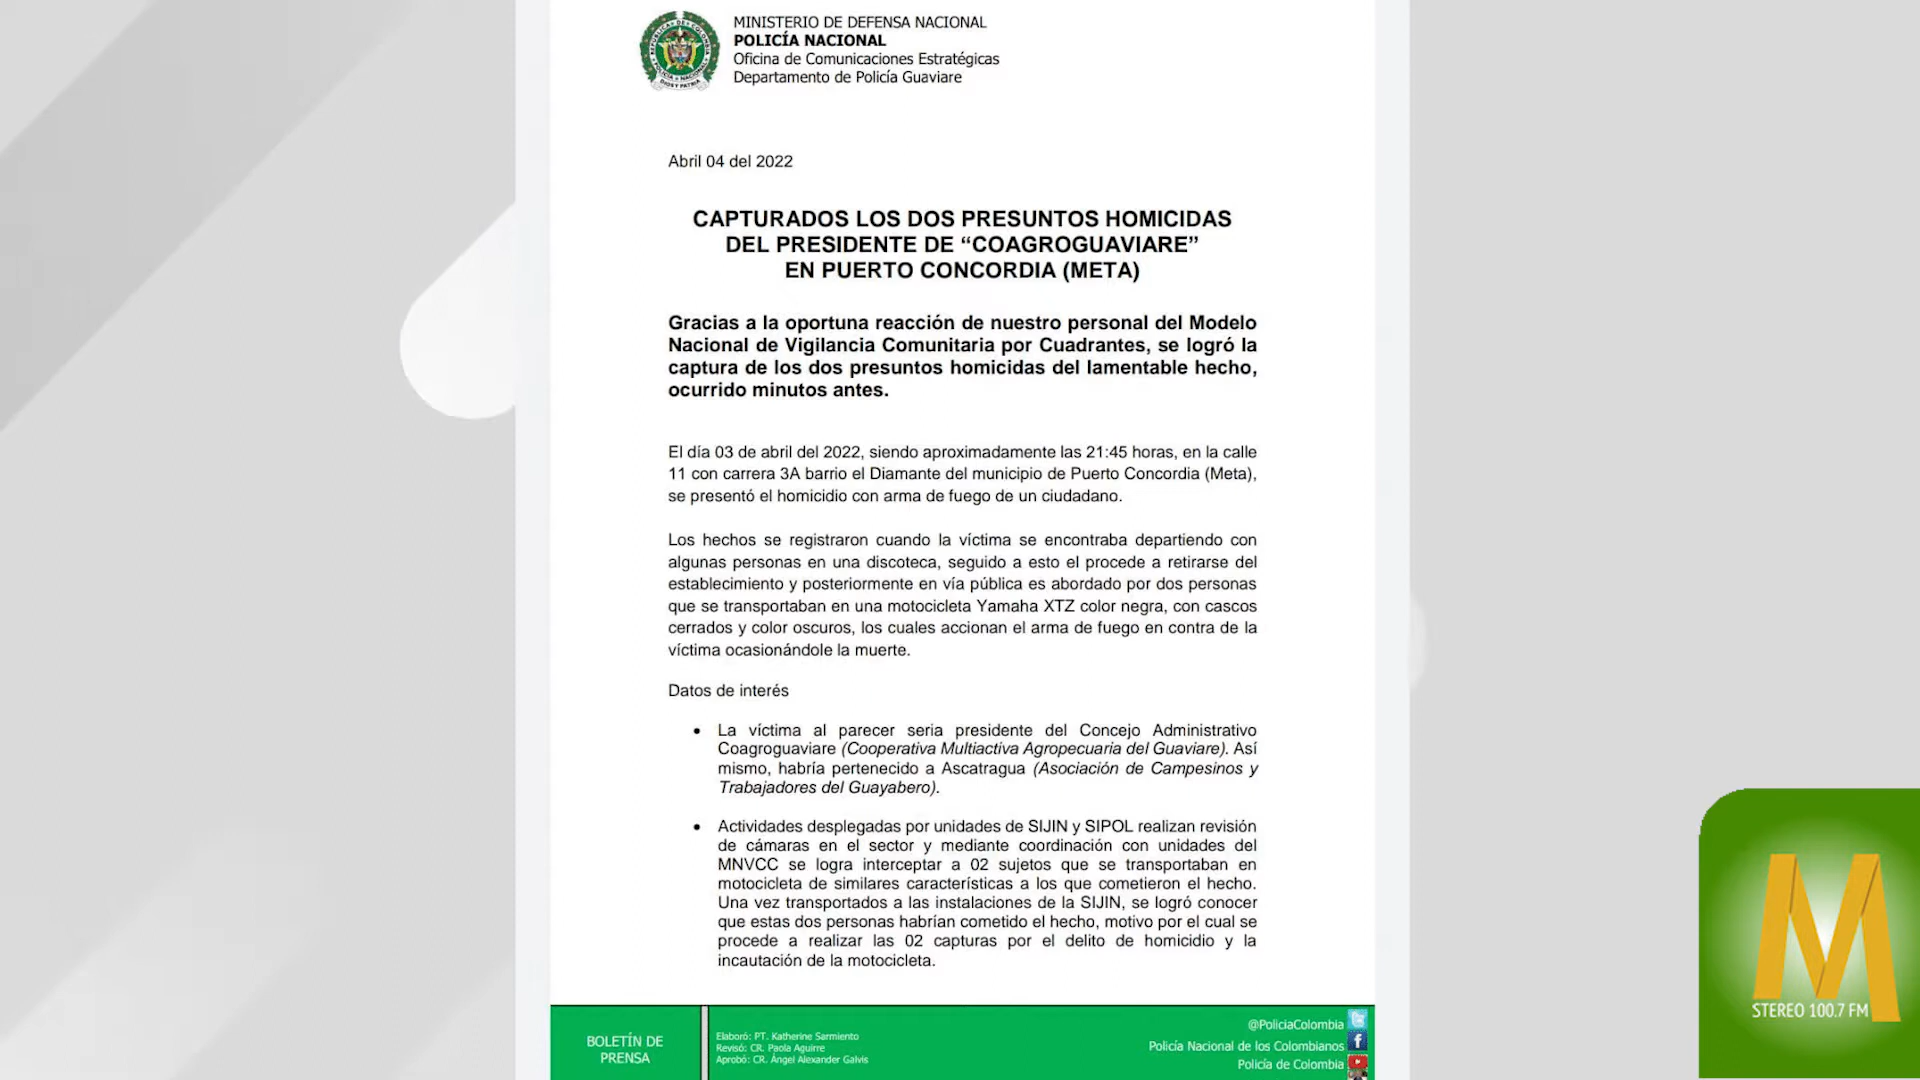 MINISTERIO DE DEFENSA NACIONAL
POLICÍA NACIONAL
Oficina de Comunicaciones Estratégicas
Departamento de Policía Guaviare
Abril 04 del 2022
CAPTURADOS LOS DOS PRESUNTOS HOMICIDAS
DEL PRESIDENTE DE “COAGROGUAVIARE”
EN PUERTO CONCORDIA (META)
Gracias a la oportuna reacción de nuestro personal del Modelo
Nacional de Vigilancia Comunitaria por Cuadrantes, se logró la
captura de los dos presuntos homicidas del lamentable hecho,
ocurrido minutos antes.
El día 03 de abril del 2022, siendo aproximadamente las 21:45 horas, en la calle
11 con carrera 3A barrio el Diamante del municipio de Puerto Concordia (Meta),
se presentó el homicidio con arma de fuego de un ciudadano.
Los hechos se registraron cuando la víctima se encontraba departiendo con
algunas personas en una discoteca, seguido a esto el procede a retirarse del
establecimiento y posteriormente en vía pública es abordado por dos personas
que se transportaban en una motocicleta Yamaha XTZ color negra, con cascos
cerrados y color oscuros, los cuales accionan el arma de fuego en contra de la
víctima ocasionándole la muerte.
Datos de interés
• La víctima al parecer seria presidente del Concejo Administrativo
Coagroguaviare (Cooperativa Multiactiva Agropecuaria del Guaviare). Así
mismo, habría pertenecido a Ascatragua (Asociación de Campesinos y
Trabajadores del Guayabero).
• Actividades desplegadas por unidades de SIJIN y SIPOL realizan revisión
de cámaras en el sector y mediante coordinación con unidades del
MNVCC se logra interceptar a 02 sujetos que se transportaban en
motocicleta de similares características a los que cometieron el hecho.
Una vez transportados a las instalaciones de la SIJIN, se logró conocer
que estas dos personas habrían cometido el hecho, motivo por el cual se
procede a realizar las 02 capturas por el delito de homicidio y la
incautación de la motocicleta.
BOLETÍN DE
PRENSA
Elaboró: PT. Katherine Sarmiento
Revisó: CR. Paola Aguirre
Aprobó: CR. Ángel Alexander Galvis
@PoliciaColombia
Policía Nacional de los Colombianos
Policía de Colombia
M
STEREO 100.7 FM